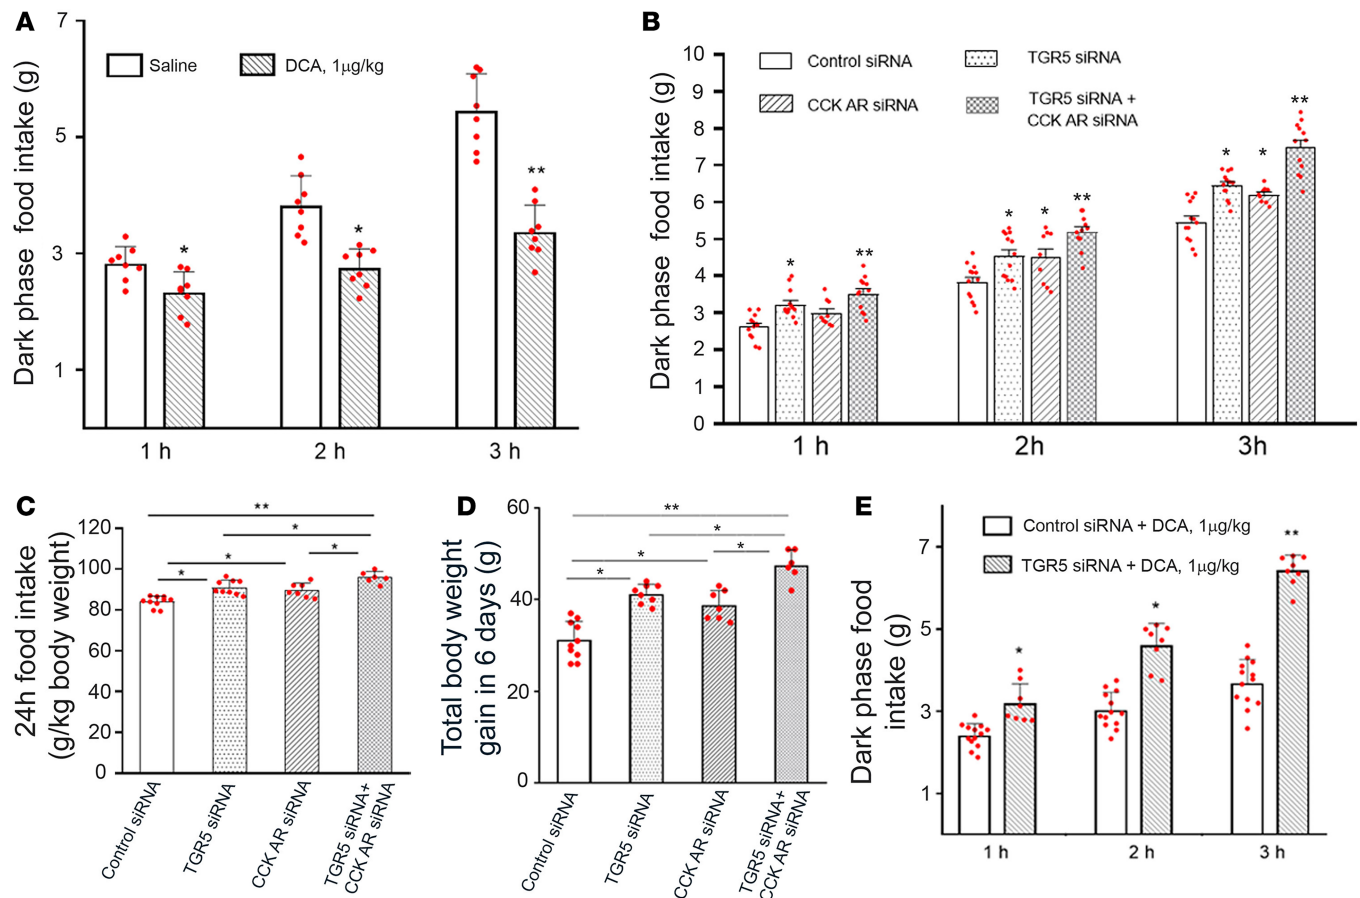 A
7
5
3
1
Dark phase food intake (g)
Saline
DCA, 1μg/kg
*
*
**
1 h
2 h
3 h
B
10
9
8
7
6
5
4
3
2
1
0
Dark phase food intake (g)
Control siRNA
TGR5 siRNA
CCK AR siRNA
TGR5 siRNA +
CCK AR siRNA
*
**
*
*
**
*
*
**
1 h
2h
3h
C
120
100
80
60
40
20
0
24h food intake
(g/kg body weight)
**
*
*
*
*
Control siRNA
TGR5 siRNA
CCK AR siRNA
TGR5 siRNA+
CCK AR siRNA
D
60
40
20
0
Total body weight
gain in 6 days (g)
**
*
*
*
*
Control siRNA
TGR5 siRNA
CCK AR siRNA
TGR5 siRNA+
CCK AR siRNA
E
7
5
3
1
Dark phase food
intake (g)
Control siRNA + DCA, 1μg/kg
TGR5 siRNA + DCA, 1μg/kg
*
*
**
1 h
2 h
3 h